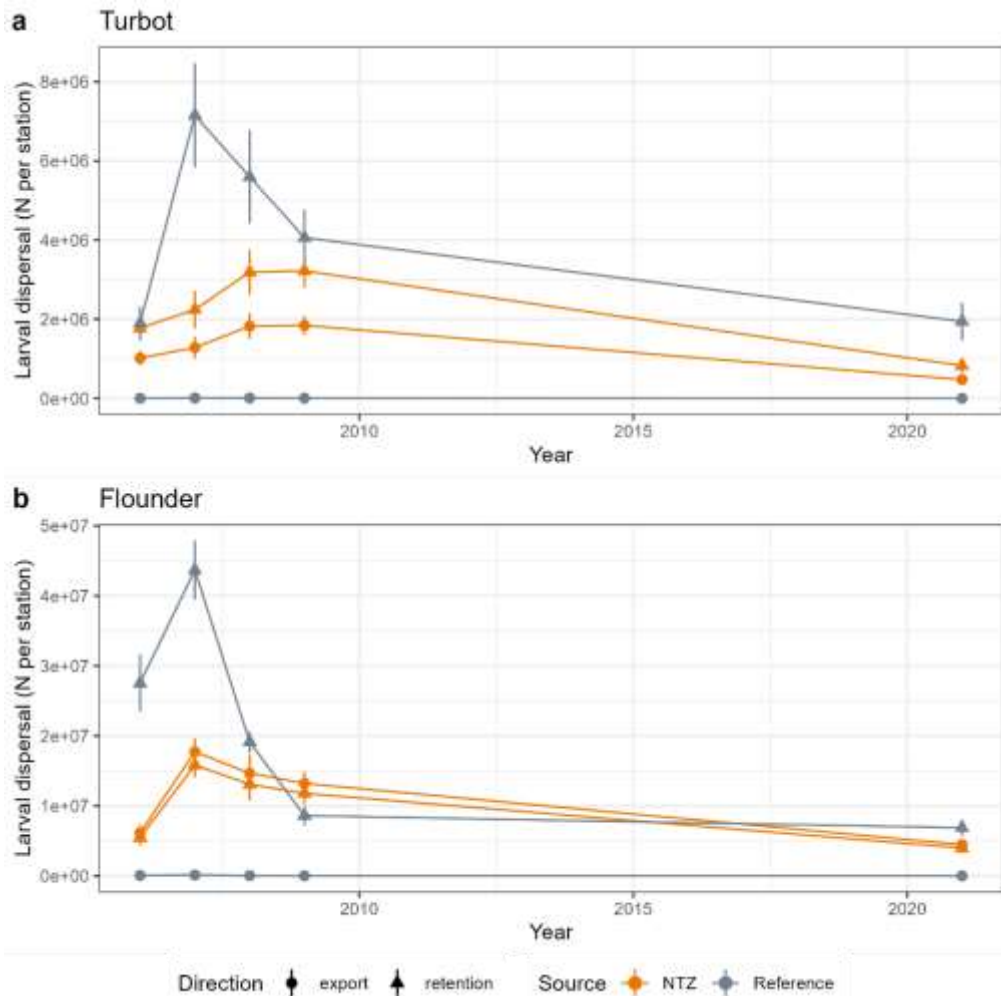 a Turbot
Larval dispersal (N per station)
8e+06
6e+06
4e+06
2e+06
0e+00
2010 2015 2020
Year
b Flounder
Larval dispersal (N per station)
5e+07
4e+07
3e+07
2e+07
1e+07
0e+00
2010 2015 2020
Year
Direction export retention Source NTZ Reference